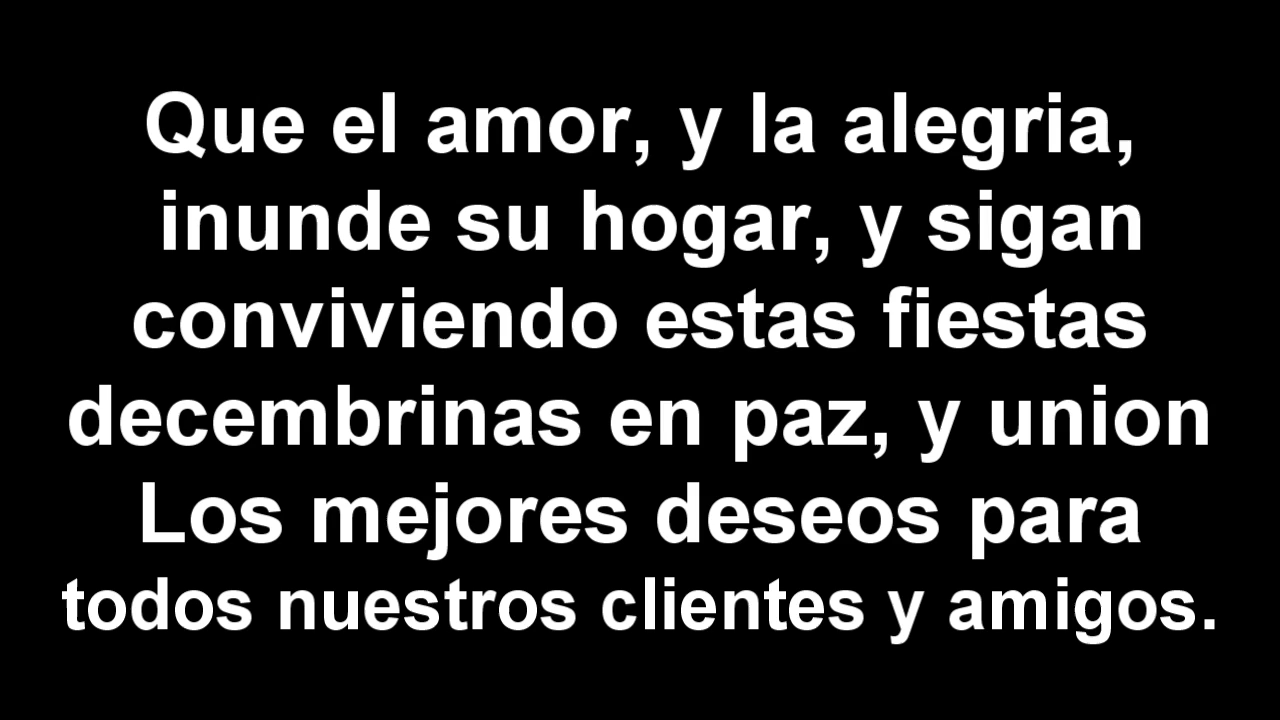 Que el amor, y la alegria,
inunde su hogar, y sigan
conviviendo estas fiestas
decembrinas en paz, y union
Los mejores deseos para
todos nuestros clientes y amigos.